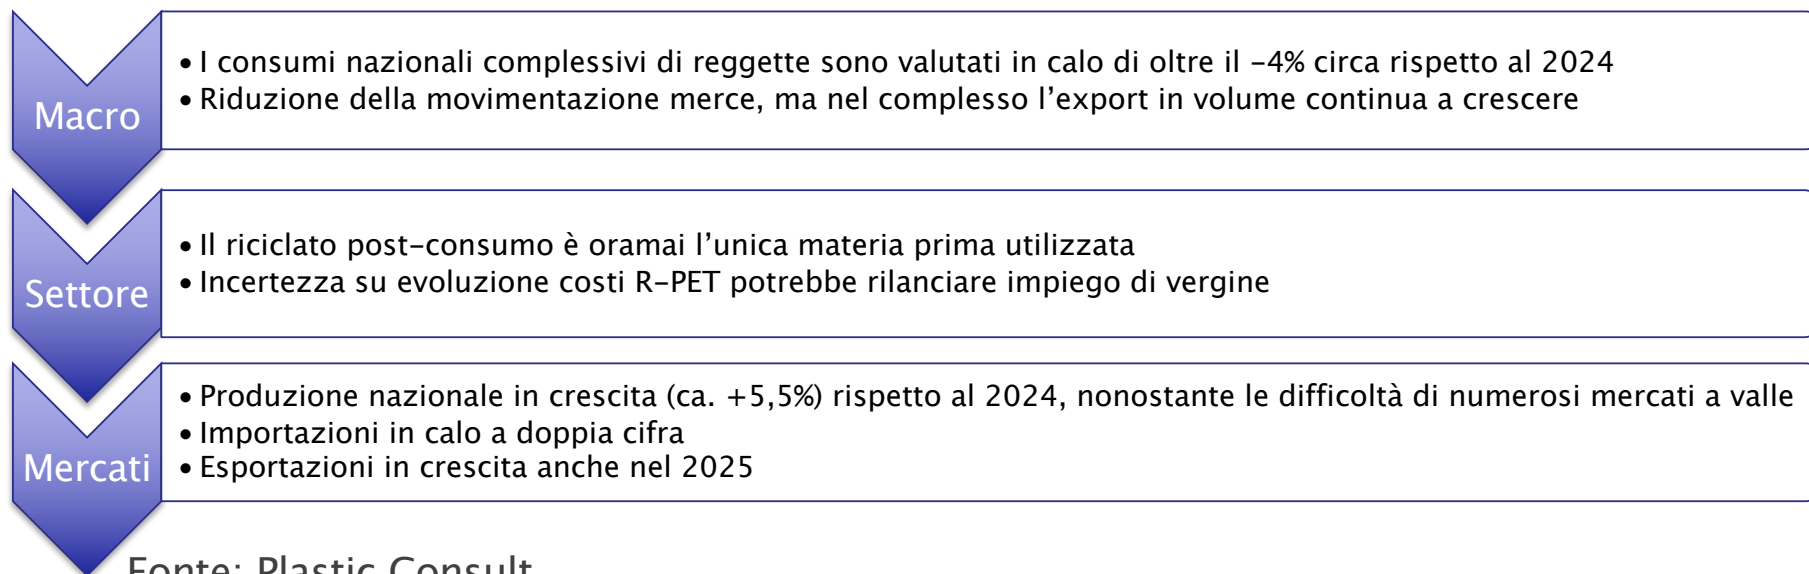 Macro
• I consumi nazionali complessivi di reggette sono valutati in calo di oltre il -4% circa rispetto al 2024
• Riduzione della movimentazione merce, ma nel complesso l’export in volume continua a crescere
Settore
• Il riciclato post-consumo è oramai l’unica materia prima utilizzata
• Incertezza su evoluzione costi R-PET potrebbe rilanciare impiego di vergine
Mercati
• Produzione nazionale in crescita (ca. +5,5%) rispetto al 2024, nonostante le difficoltà di numerosi mercati a valle
• Importazioni in calo a doppia cifra
• Esportazioni in crescita anche nel 2025
Fonte: Plastic Consult